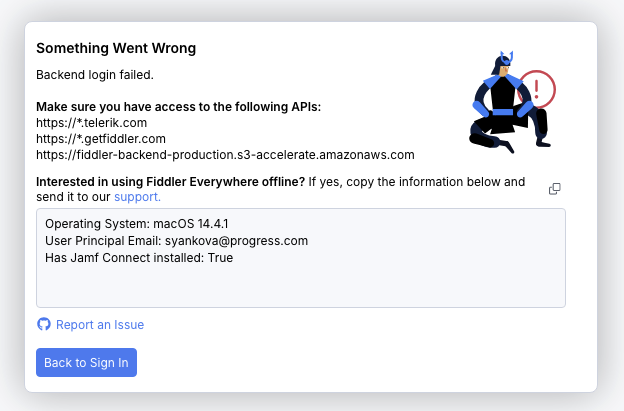 Something Went Wrong
Backend login failed.
Make sure you have access to the following APIs:
https://*.telerik.com
https://*.getfiddler.com
https://fiddler-backend-production.s3-accelerate.amazonaws.com
Interested in using Fiddler Everywhere offline? If yes, copy the information below and
send it to our support.
Operating System: macOS 14.4.1
User Principal Email: syankova@progress.com
Has Jamf Connect installed: True
Report an Issue
Back to Sign In